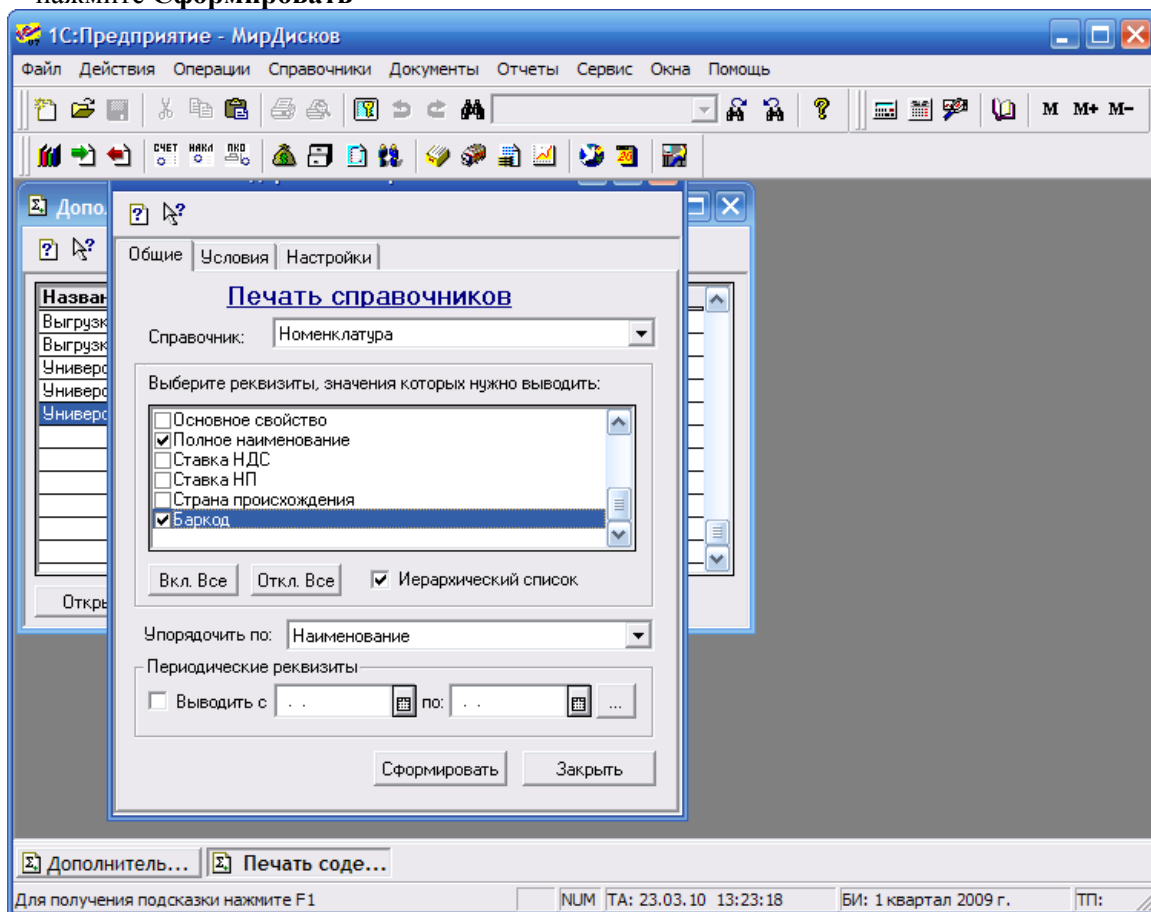 нажмите Сформировать
1С:Предприятие - МирДисков
Файл Действия Операции Справочники Документы Отчеты Сервис Окна Помощь
М М+ М−
СЧЕТ НАКЛ ПКО
Допо.
Общие Условия Настройки
Печать справочников
Назван
Справочник: Номенклатура
Выгрузк
Выгрузк
Универс
Универс
Универс
Выберите реквизиты, значения которых нужно выводить:
Основное свойство
Полное наименование
Ставка НДС
Ставка НП
Страна происхождения
Баркод
Вкл. Все Откл. Все Иерархический список
Откры
Упорядочить по: Наименование
Периодические реквизиты
Выводить с . . по: . . ...
Сформировать Закрыть
Дополнитель... Печать соде...
Для получения подсказки нажмите F1 NUM ТА: 23.03.10 13:23:18 БИ: 1 квартал 2009 г. ТП: